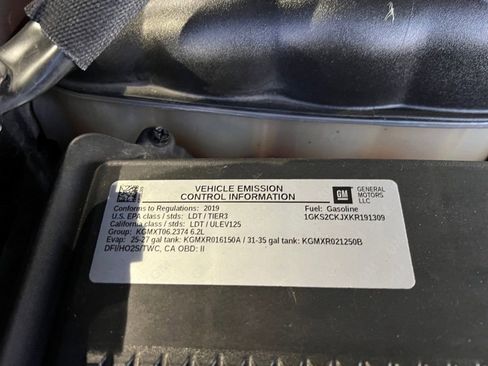 VEHICLE EMISSION
CONTROL INFORMATION
GM
GENERAL
MOTORS
LLC
Conforms to Regulations: 2019
Fuel: Gasoline
U.S. EPA class / stds: LDT / TIER3
1GKS2CKJXKR191309
California class / stds: LDT / ULEV125
Group: KGMXT06.2374 6.2L
Evap: 25-27 gal tank: KGMXR016150A / 31-35 gal tank: KGMXR021250B
DFI/HO2S/TWC, CA OBD: II